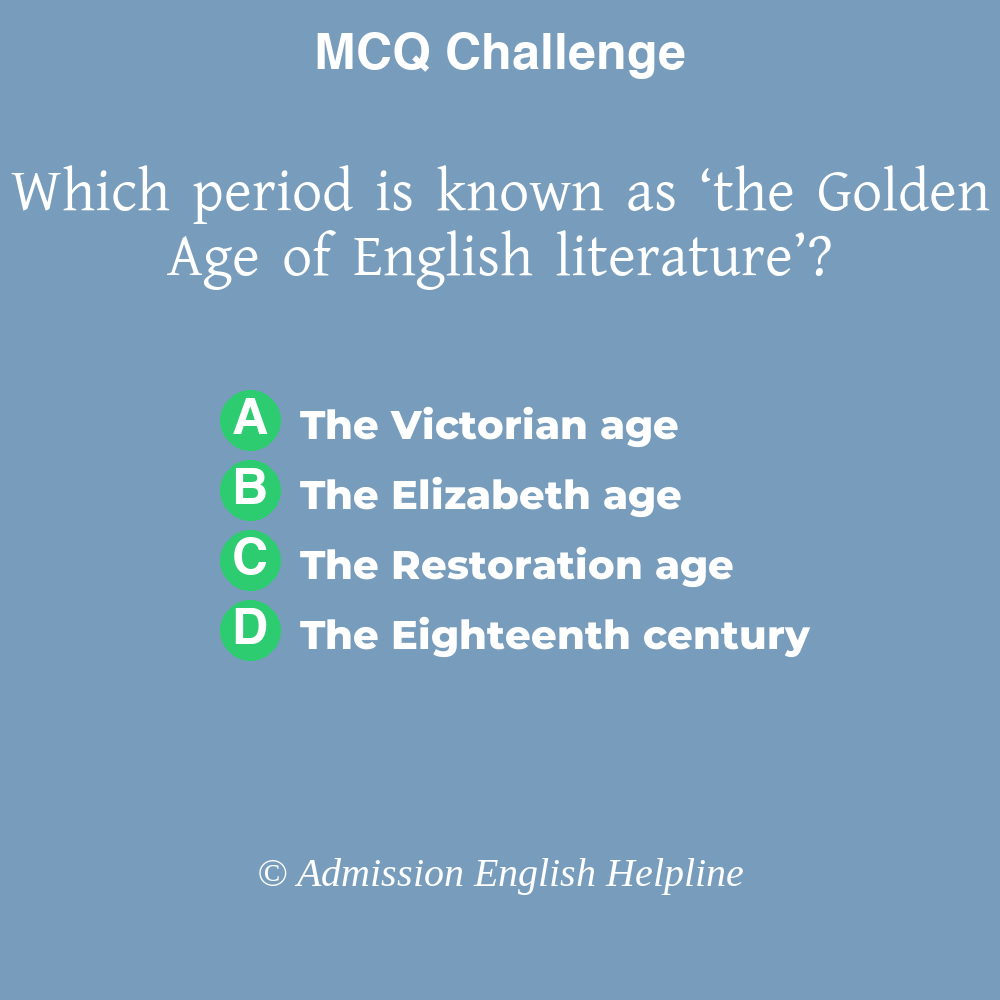 MCQ Challenge
Which period is known as ‘the Golden
Age of English literature’?
A The Victorian age
B The Elizabeth age
C The Restoration age
D The Eighteenth century
© Admission English Helpline